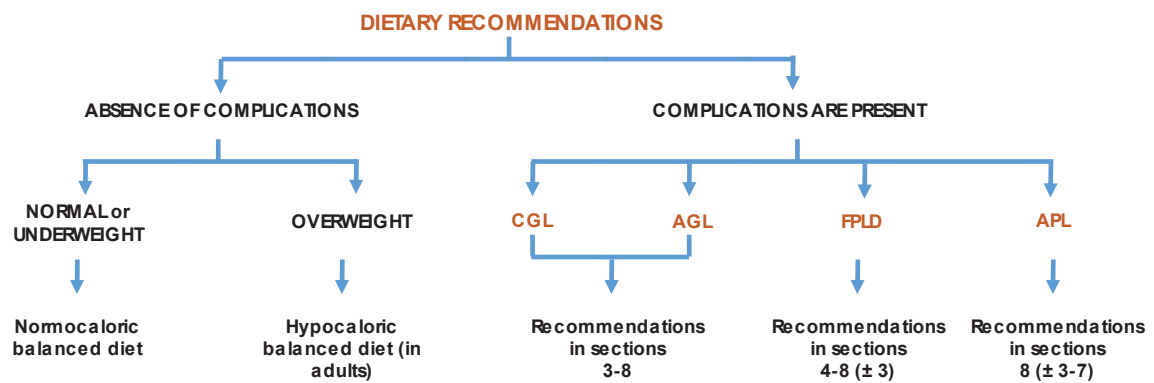 DIETARY RECOMMENDATIONS
ABSENCE OF COMPLICATIONS
COMPLICATIONS ARE PRESENT
NORMAL or
UNDERWEIGHT
OVERWEIGHT
CGL
AGL
FPLD
APL
Normocaloric
balanced diet
Hypocaloric
balanced diet (in
adults)
Recommendations
in sections
3-8
Recommendations
in sections
4-8 (± 3)
Recommendations
in sections
8 (± 3-7)